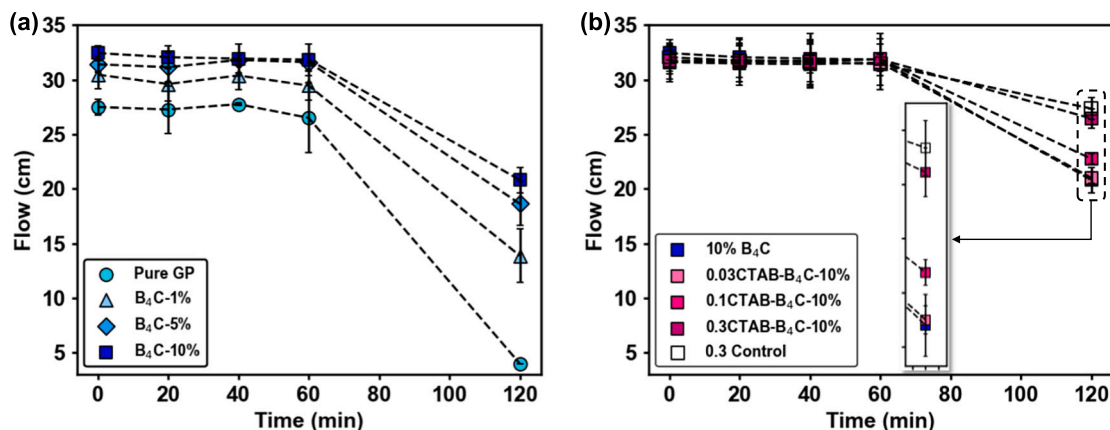 (a)
35
30
25
20
15
10
5
Flow (cm)
Pure GP
B₄C-1%
B₄C-5%
B₄C-10%
0
20
40
60
80
100
120
Time (min)
(b)
35
30
25
20
15
10
5
Flow (cm)
10% B₄C
0.03CTAB-B₄C-10%
0.1CTAB-B₄C-10%
0.3CTAB-B₄C-10%
0.3 Control
0
20
40
60
80
100
120
Time (min)